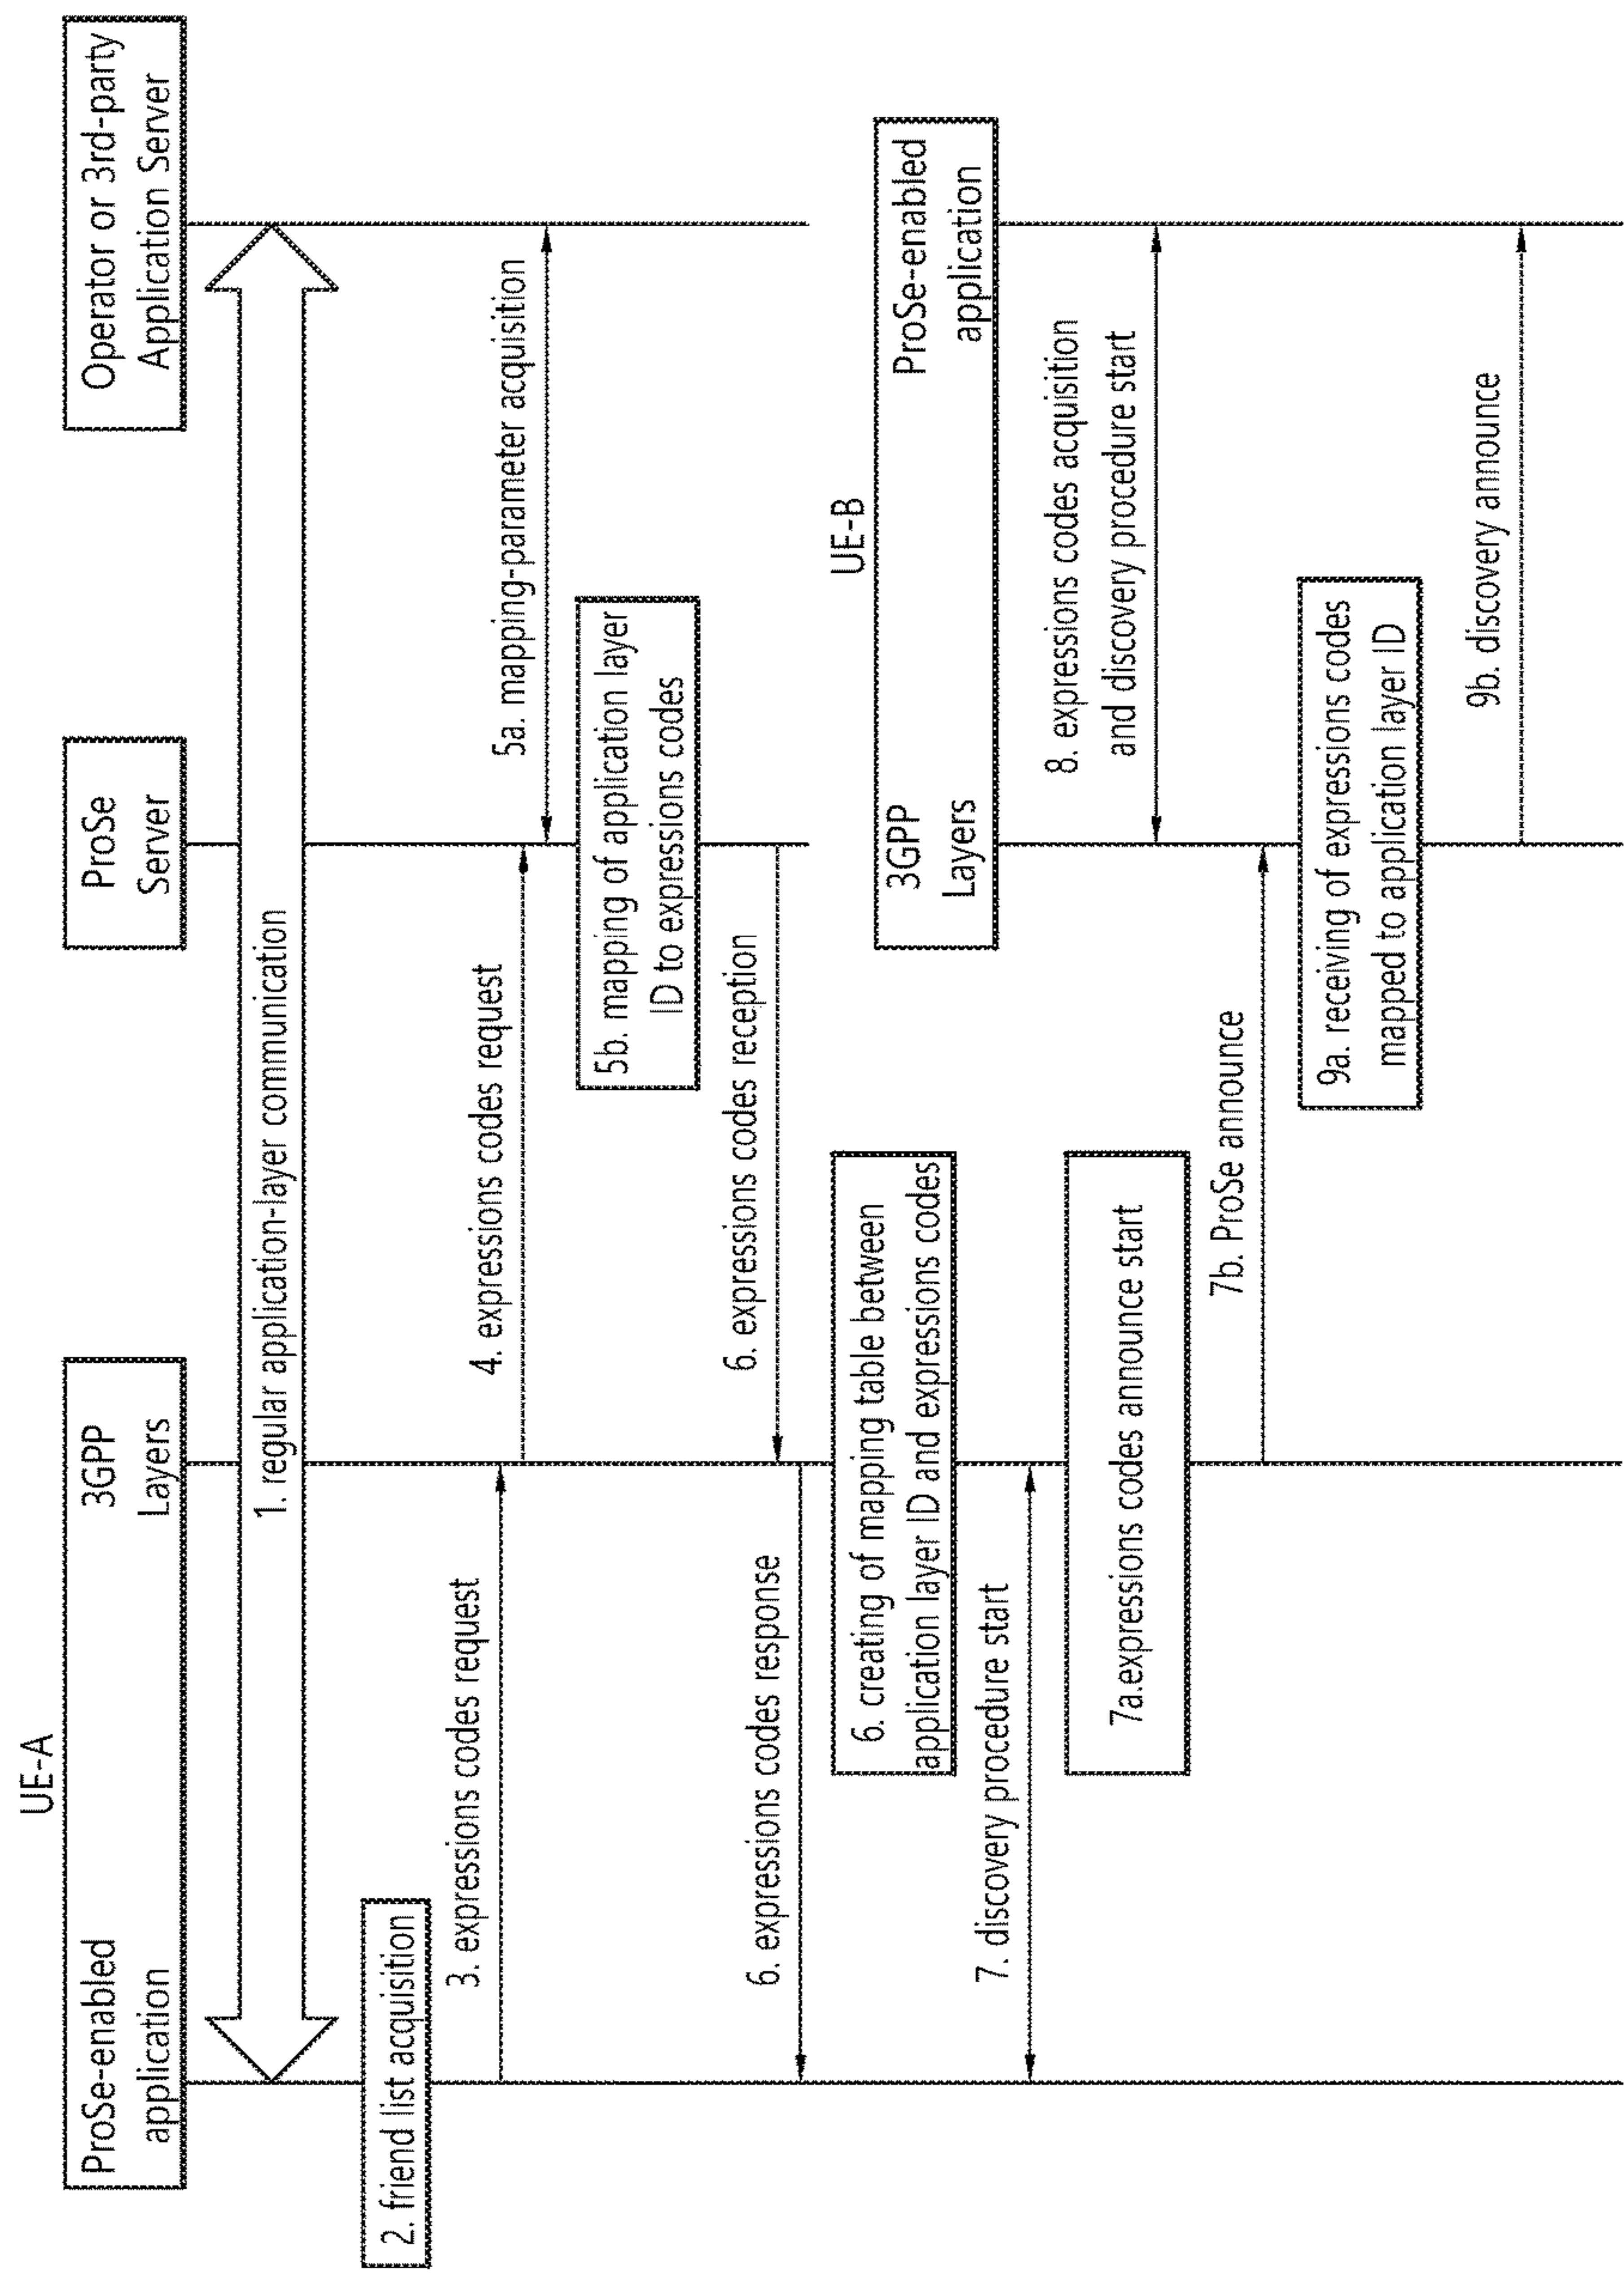 UE-A
ProSe-enabled
application
3GPP
Layers
ProSe
Server
Operator or 3rd-party
Application Server
1. regular application-layer communication
2. friend list acquisition
3. expressions codes request
4. expressions codes request
5a. mapping-parameter acquisition
5b. mapping of application layer
ID to expressions codes
6. expressions codes reception
6. expressions codes response
6. creating of mapping table between
application layer ID and expressions codes
UE-B
3GPP
Layers
ProSe-enabled
application
7. discovery procedure start
7a.expressions codes announce start
8. expressions codes acquisition
and discovery procedure start
7b. ProSe announce
9a. receiving of expressions codes
mapped to application layer ID
9b. discovery announce